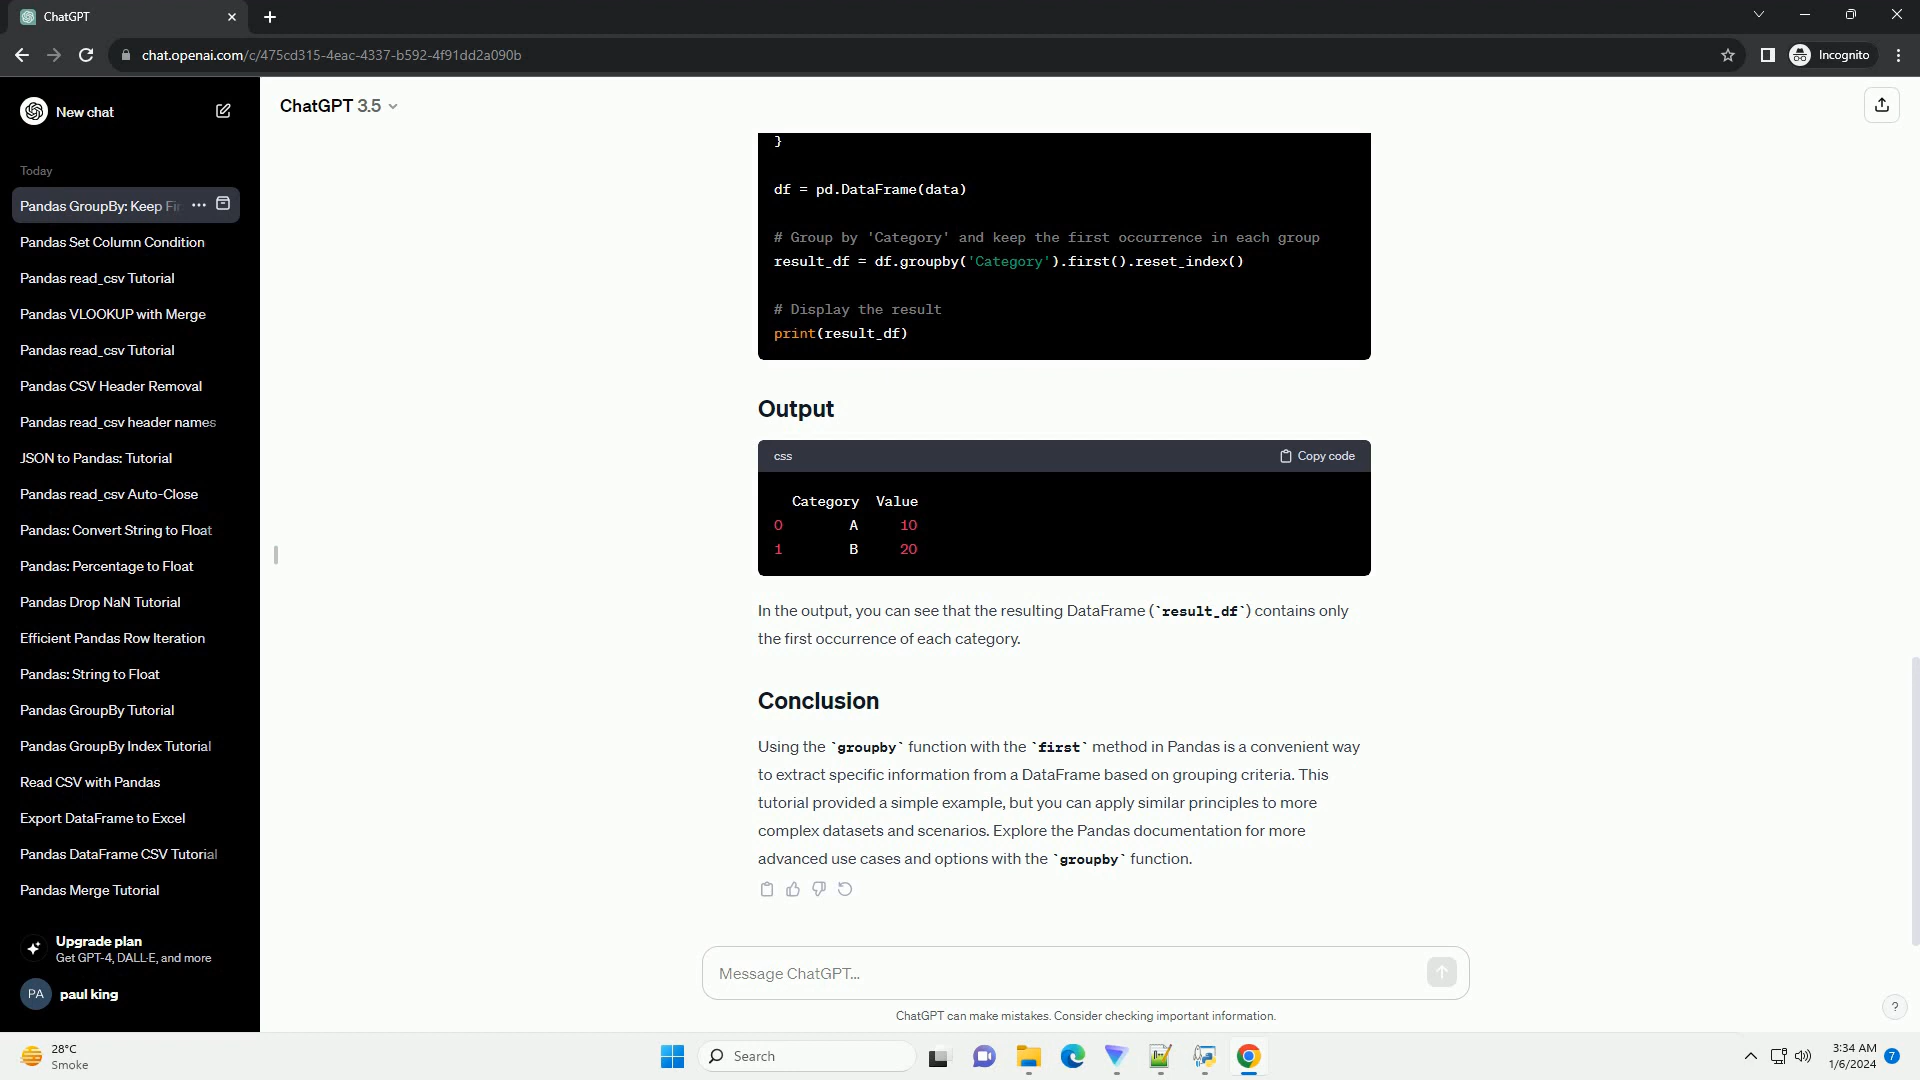 ChatGPT
chat.openai.com/c/475cd315-4eac-4337-b592-4f91dd2a090b
Incognito
New chat
Today
Pandas GroupBy: Keep Fir
Pandas Set Column Condition
Pandas read_csv Tutorial
Pandas VLOOKUP with Merge
Pandas read_csv Tutorial
Pandas CSV Header Removal
Pandas read_csv header names
JSON to Pandas: Tutorial
Pandas read_csv Auto-Close
Pandas: Convert String to Float
Pandas: Percentage to Float
Pandas Drop NaN Tutorial
Efficient Pandas Row Iteration
Pandas: String to Float
Pandas GroupBy Tutorial
Pandas GroupBy Index Tutorial
Read CSV with Pandas
Export DataFrame to Excel
Pandas DataFrame CSV Tutorial
Pandas Merge Tutorial
Upgrade plan
Get GPT-4, DALL·E, and more
PA paul king
ChatGPT 3.5
}
df = pd.DataFrame(data)
# Group by 'Category' and keep the first occurrence in each group
result_df = df.groupby('Category').first().reset_index()
# Display the result
print(result_df)
Output
css Copy code
Category Value
0 A 10
1 B 20
In the output, you can see that the resulting DataFrame (`result_df`) contains only
the first occurrence of each category.
Conclusion
Using the `groupby` function with the `first` method in Pandas is a convenient way
to extract specific information from a DataFrame based on grouping criteria. This
tutorial provided a simple example, but you can apply similar principles to more
complex datasets and scenarios. Explore the Pandas documentation for more
advanced use cases and options with the `groupby` function.
Message ChatGPT...
ChatGPT can make mistakes. Consider checking important information.
?
28°C
Smoke
Search
3:34 AM
1/6/2024
7